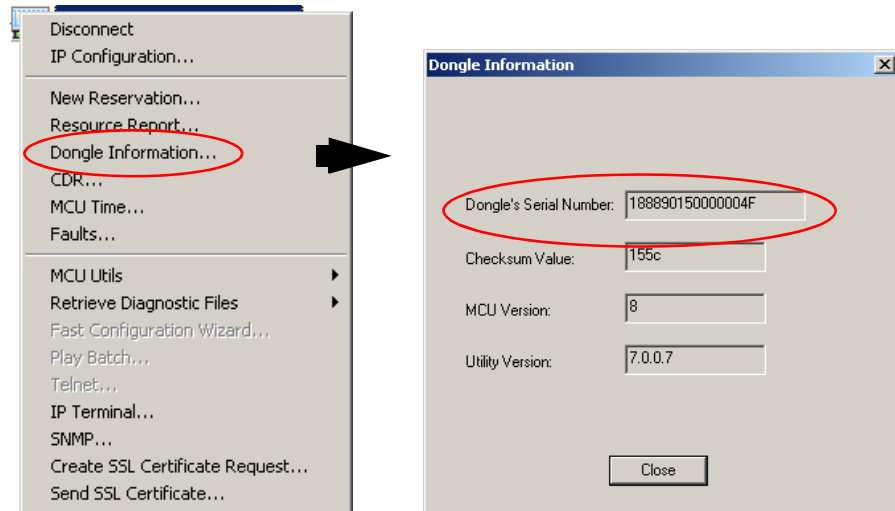 Disconnect
IP Configuration...
New Reservation...
Resource Report...
Dongle Information...
CDR...
MCU Time...
Faults...
MCU Utils
Retrieve Diagnostic Files
Fast Configuration Wizard...
Play Batch...
Telnet...
IP Terminal...
SNMP...
Create SSL Certificate Request...
Send SSL Certificate...
Dongle Information
Dongle's Serial Number: 188890150000004F
Checksum Value: 155c
MCU Version: 8
Utility Version: 7.0.0.7
Close